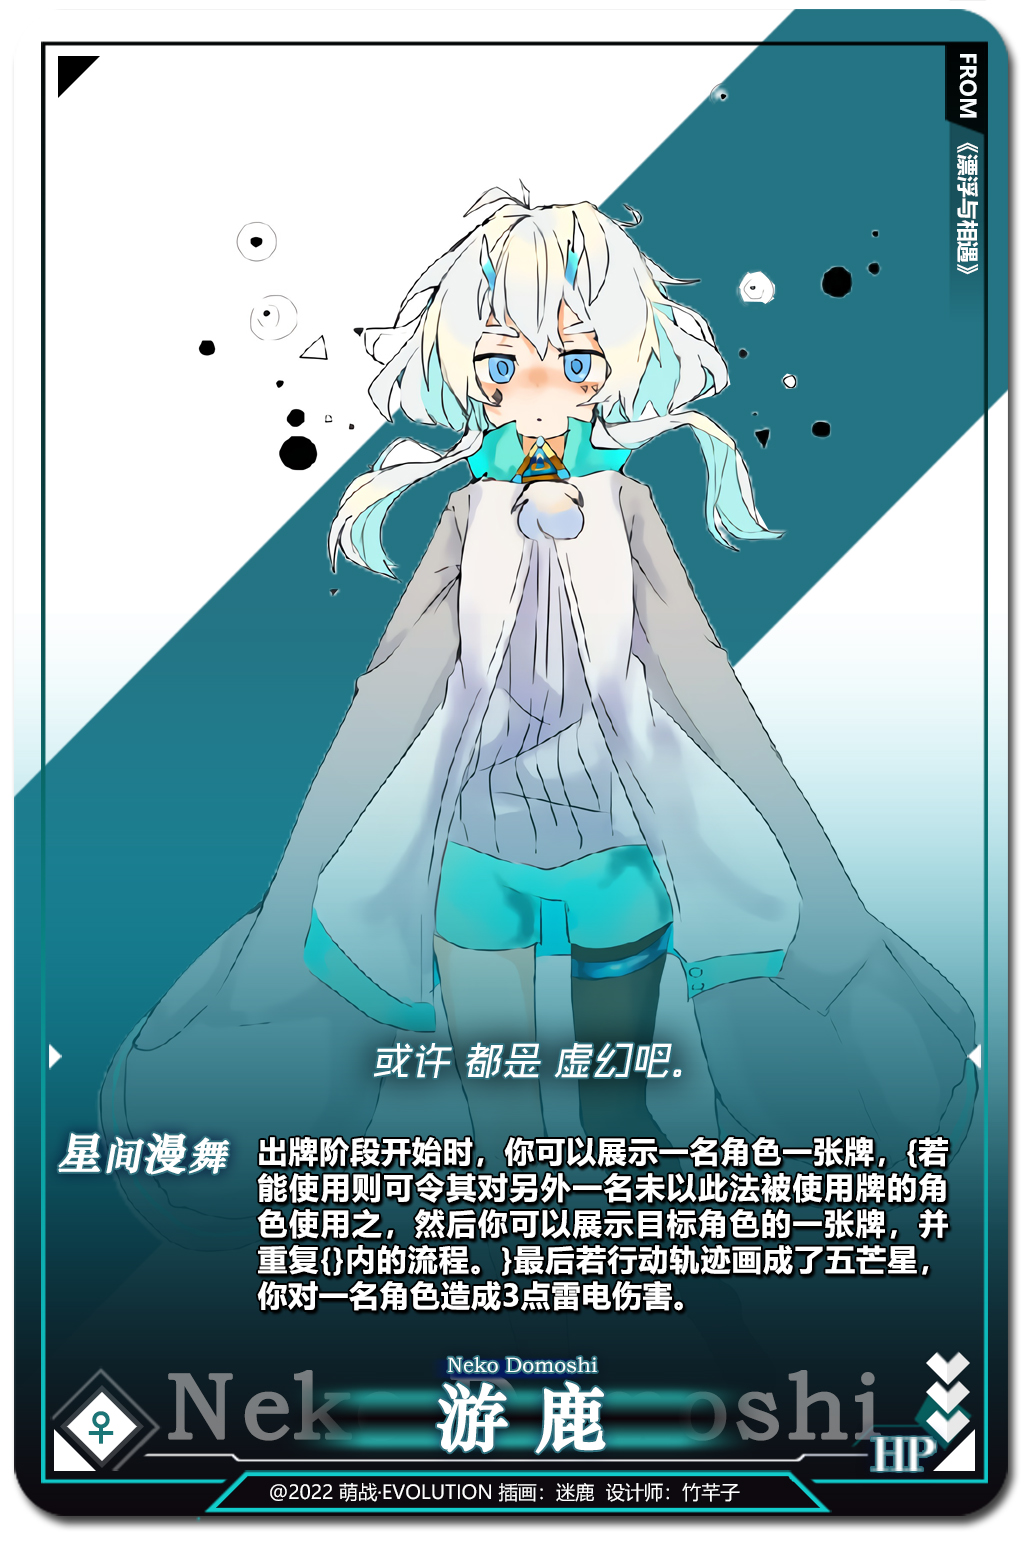 FROM
《漂浮与相遇》
或许 都是 虚幻吧。
星间漫舞
出牌阶段开始时，你可以展示一名角色一张牌，{若
能使用则可令其对另外一名未以此法被使用牌的角
色使用之，然后你可以展示目标角色的一张牌，并
重复{}内的流程。}最后若行动轨迹画成了五芒星，
你对一名角色造成3点雷电伤害。
Neko Domoshi
Neko Domoshi
游鹿
HP
@2022 萌战·EVOLUTION 插画：迷鹿 设计师：竹芊子